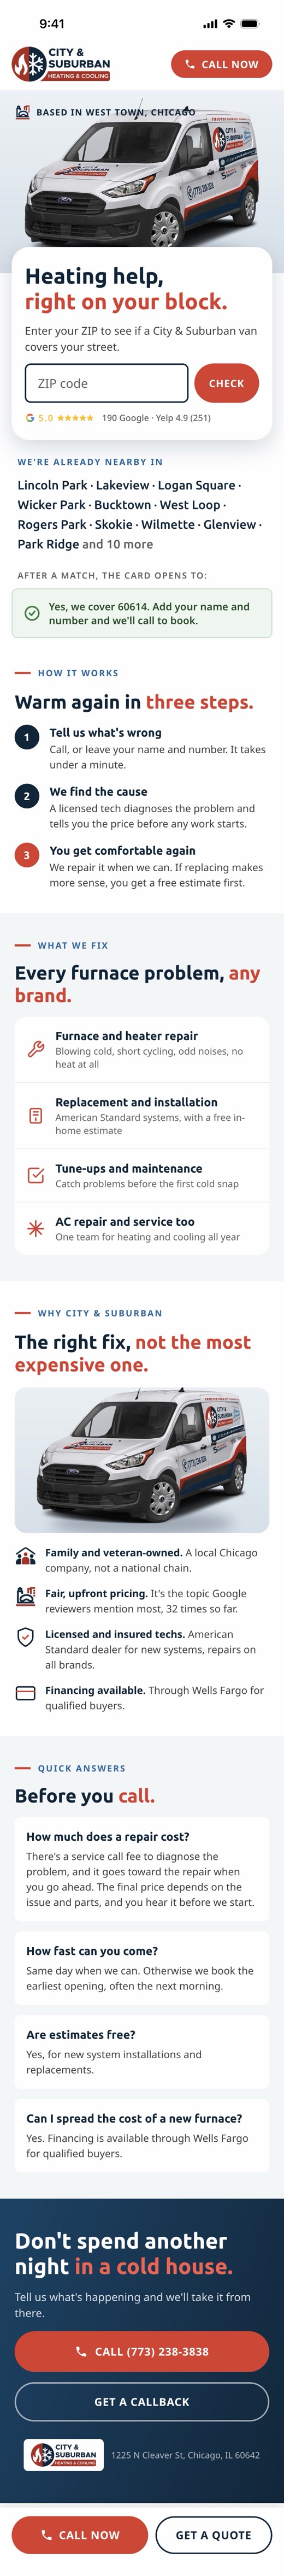 9:41
CITY &
SUBURBAN
HEATING & COOLING
CALL NOW
BASED IN WEST TOWN, CHICAGO
Heating help,
right on your block.
Enter your ZIP to see if a City & Suburban van
covers your street.
ZIP code
CHECK
G 5.0 ★★★★★ 190 Google · Yelp 4.9 (251)
WE'RE ALREADY NEARBY IN
Lincoln Park · Lakeview · Logan Square ·
Wicker Park · Bucktown · West Loop ·
Rogers Park · Skokie · Wilmette · Glenview ·
Park Ridge and 10 more
AFTER A MATCH, THE CARD OPENS TO:
Yes, we cover 60614. Add your name and
number and we'll call to book.
HOW IT WORKS
Warm again in three steps.
1
Tell us what's wrong
Call, or leave your name and number. It takes
under a minute.
2
We find the cause
A licensed tech diagnoses the problem and
tells you the price before any work starts.
3
You get comfortable again
We repair it when we can. If replacing makes
more sense, you get a free estimate first.
WHAT WE FIX
Every furnace problem, any
brand.
Furnace and heater repair
Blowing cold, short cycling, odd noises, no
heat at all
Replacement and installation
American Standard systems, with a free in-
home estimate
Tune-ups and maintenance
Catch problems before the first cold snap
AC repair and service too
One team for heating and cooling all year
WHY CITY & SUBURBAN
The right fix, not the most
expensive one.
Family and veteran-owned. A local Chicago
company, not a national chain.
Fair, upfront pricing. It's the topic Google
reviewers mention most, 32 times so far.
Licensed and insured techs. American
Standard dealer for new systems, repairs on
all brands.
Financing available. Through Wells Fargo for
qualified buyers.
QUICK ANSWERS
Before you call.
How much does a repair cost?
There's a service call fee to diagnose the
problem, and it goes toward the repair when
you go ahead. The final price depends on the
issue and parts, and you hear it before we start.
How fast can you come?
Same day when we can. Otherwise we book the
earliest opening, often the next morning.
Are estimates free?
Yes, for new system installations and
replacements.
Can I spread the cost of a new furnace?
Yes. Financing is available through Wells Fargo
for qualified buyers.
Don't spend another
night in a cold house.
Tell us what's happening and we'll take it from
there.
CALL (773) 238-3838
GET A CALLBACK
CITY &
SUBURBAN
HEATING & COOLING
1225 N Cleaver St, Chicago, IL 60642
CALL NOW
GET A QUOTE